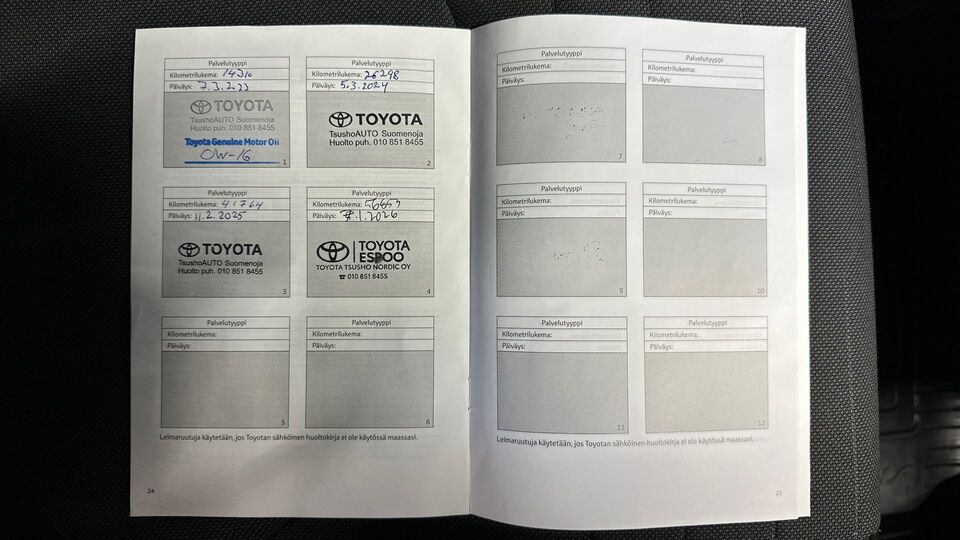 Palvelutyyppi
Kilometrilukema: 14310
Päiväys: 7.3.2.23
TOYOTA
TsushoAUTO Suomenoja
Huolto puh. 010 851 8455
Toyota Genuine Motor Oil
OW-16
1
Palvelutyyppi
Kilometrilukema: 26298
Päiväys: 5.3.2024
TOYOTA
TsushoAUTO Suomenoja
Huolto puh. 010 851 8455
2
Palvelutyyppi
Kilometrilukema: 41764
Päiväys: 11.2.2025
TOYOTA
TsushoAUTO Suomenoja
Huolto puh. 010 851 8455
3
Palvelutyyppi
Kilometrilukema: 56653
Päiväys: .1.2026
TOYOTA
ESPOO
TOYOTA TSUSHO NORDIC OY
☎ 010 851 8455
4
Palvelutyyppi
Kilometrilukema:
Päiväys:
5
Palvelutyyppi
Kilometrilukema:
Päiväys:
6
Leimaruutuja käytetään, jos Toyotan sähköinen huoltokirja ei ole käytössä maassasi.
24
Palvelutyyppi
Kilometrilukema:
Päiväys:
7
Palvelutyyppi
Kilometrilukema:
Päiväys:
8
Palvelutyyppi
Kilometrilukema:
Päiväys:
9
Palvelutyyppi
Kilometrilukema:
Päiväys:
10
Palvelutyyppi
Kilometrilukema:
Päiväys:
11
Palvelutyyppi
Kilometrilukema:
Päiväys:
12
Leimaruutuja käytetään, jos Toyotan sähköinen huoltokirja ei ole käytössä maassasi.
25